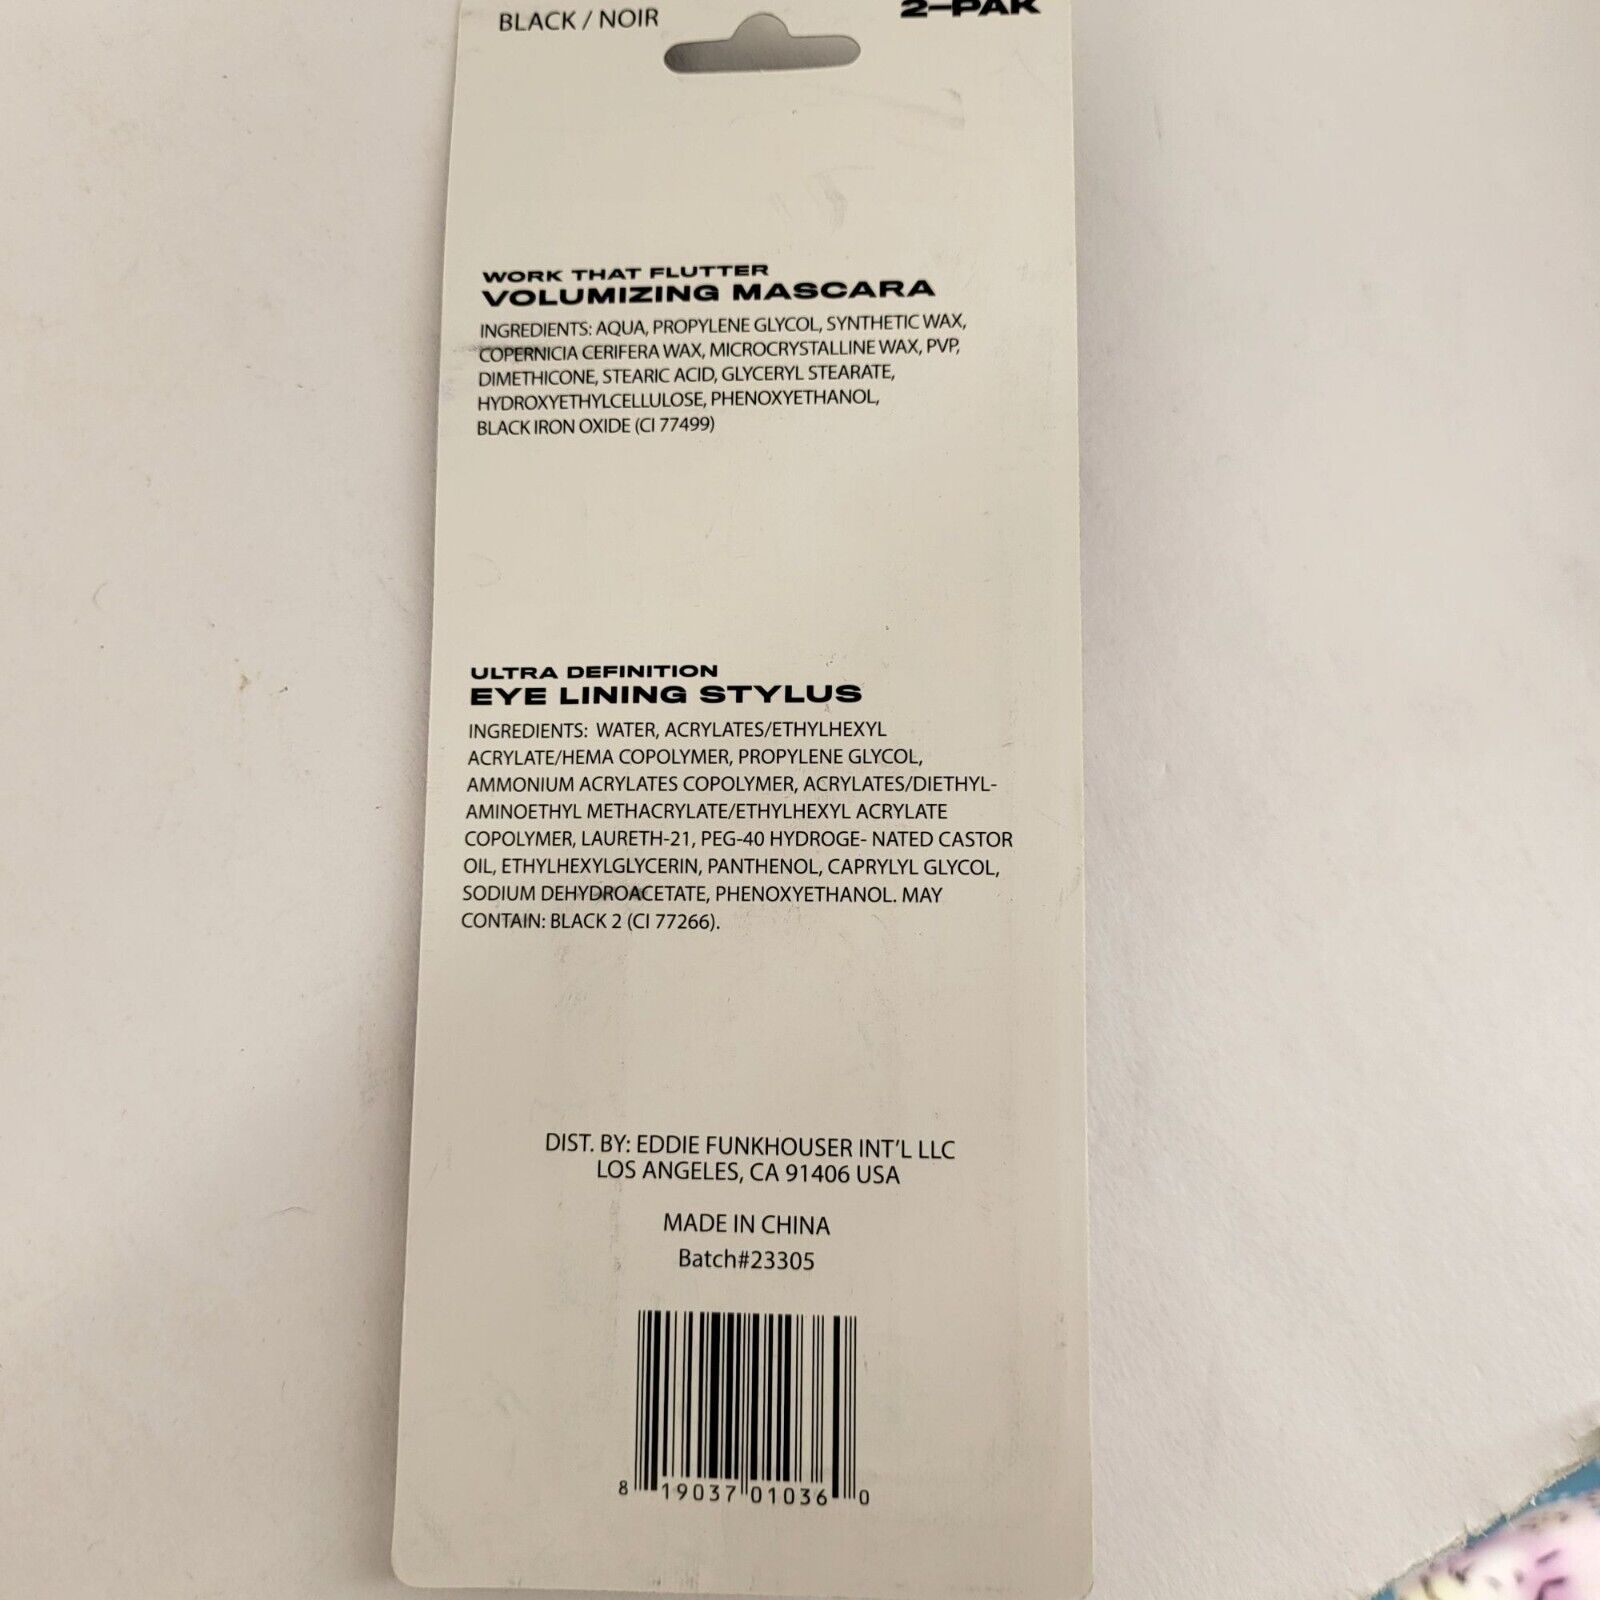 BLACK / NOIR
2-PAK
WORK THAT FLUTTER
VOLUMIZING MASCARA
INGREDIENTS: AQUA, PROPYLENE GLYCOL, SYNTHETIC WAX,
COPERNICIA CERIFERA WAX, MICROCRYSTALLINE WAX, PVP,
DIMETHICONE, STEARIC ACID, GLYCERYL STEARATE,
HYDROXYETHYLCELLULOSE, PHENOXYETHANOL,
BLACK IRON OXIDE (CI 77499)
ULTRA DEFINITION
EYE LINING STYLUS
INGREDIENTS: WATER, ACRYLATES/ETHYLHEXYL
ACRYLATE/HEMA COPOLYMER, PROPYLENE GLYCOL,
AMMONIUM ACRYLATES COPOLYMER, ACRYLATES/DIETHYL-
AMINOETHYL METHACRYLATE/ETHYLHEXYL ACRYLATE
COPOLYMER, LAURETH-21, PEG-40 HYDROGE- NATED CASTOR
OIL, ETHYLHEXYLGLYCERIN, PANTHENOL, CAPRYLYL GLYCOL,
SODIUM DEHYDROACETATE, PHENOXYETHANOL. MAY
CONTAIN: BLACK 2 (CI 77266).
DIST. BY: EDDIE FUNKHOUSER INT'L LLC
LOS ANGELES, CA 91406 USA
MADE IN CHINA
Batch#23305
8 19037 01036 0